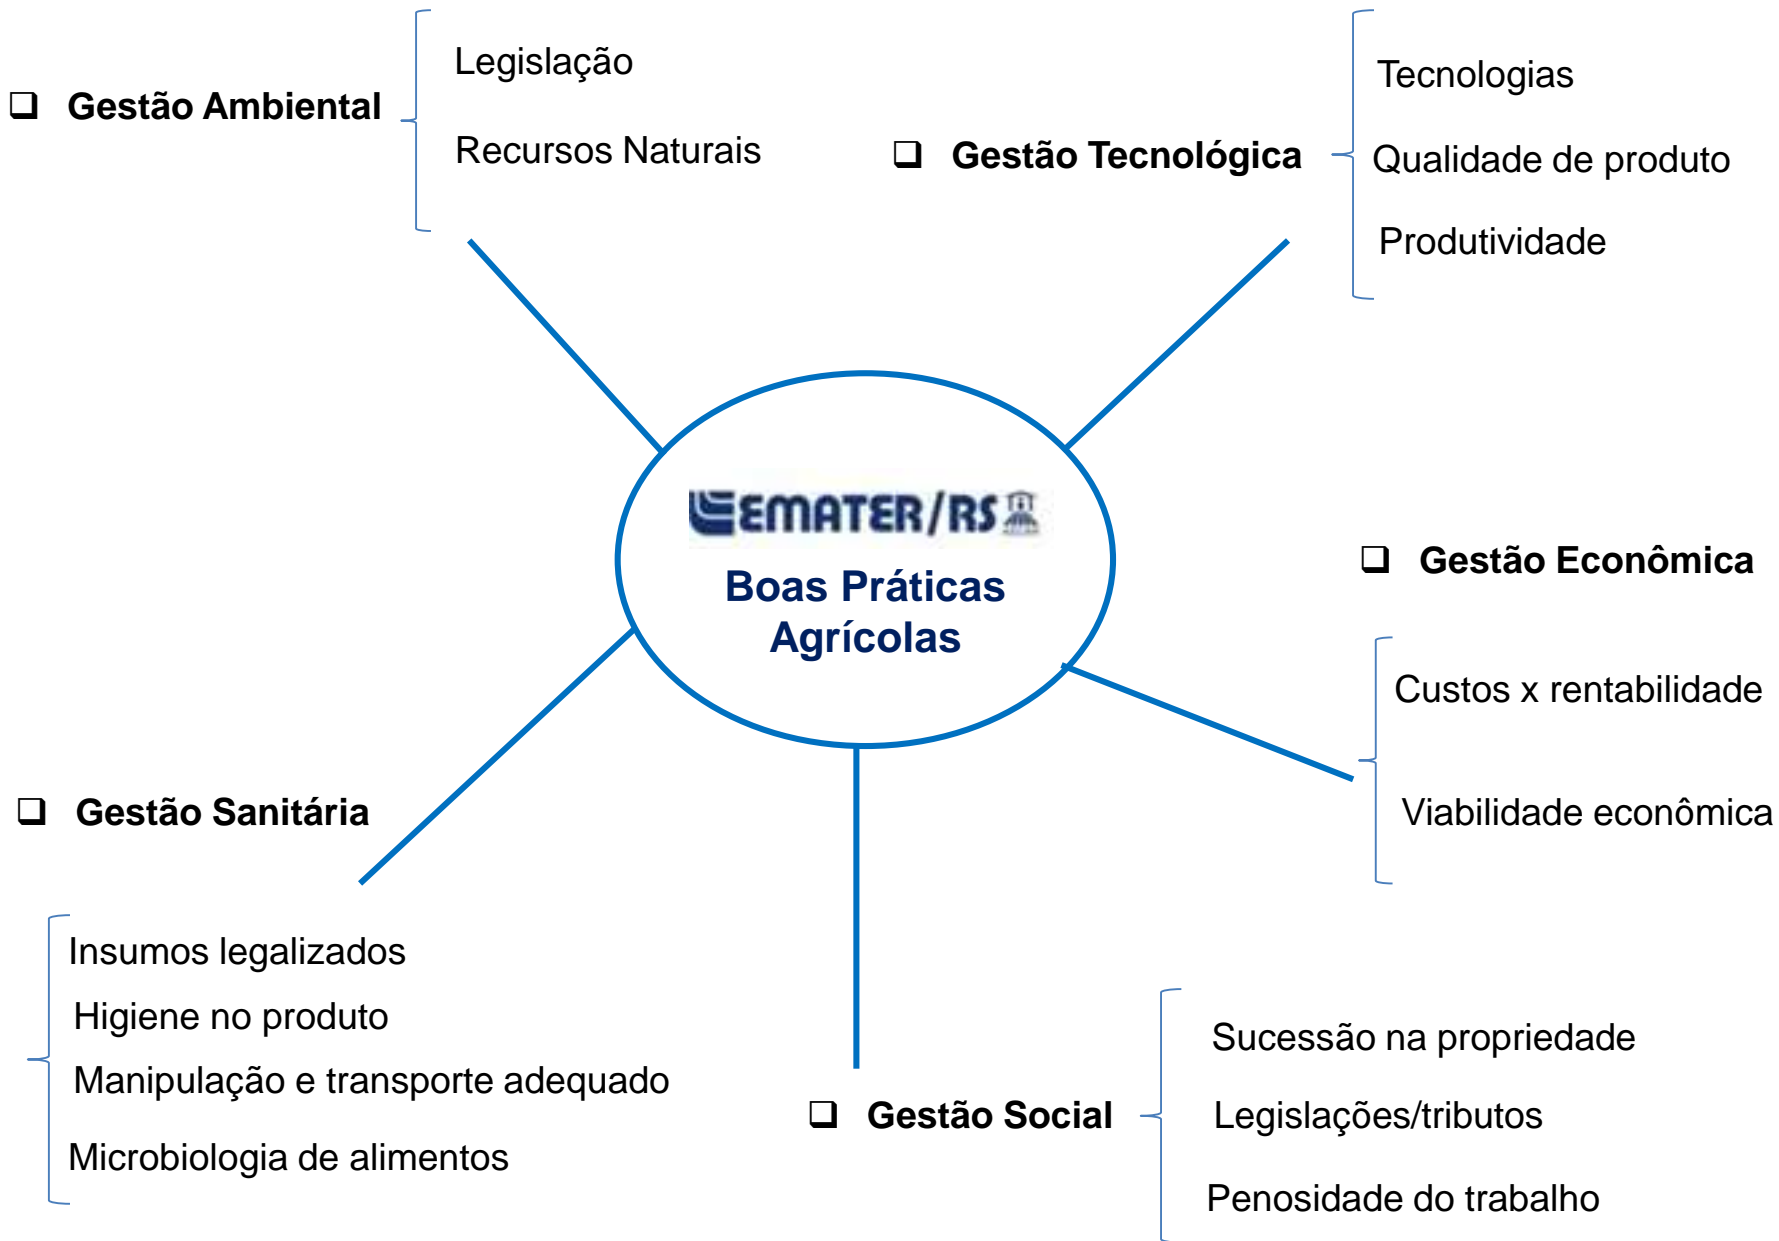 Gestão Ambiental
Legislação
Recursos Naturais
Gestão Tecnológica
Tecnologias
Qualidade de produto
Produtividade
EMATER/RS
Boas Práticas
Agrícolas
Gestão Econômica
Custos x rentabilidade
Viabilidade econômica
Gestão Sanitária
Insumos legalizados
Higiene no produto
Manipulação e transporte adequado
Microbiologia de alimentos
Gestão Social
Sucessão na propriedade
Legislações/tributos
Penosidade do trabalho